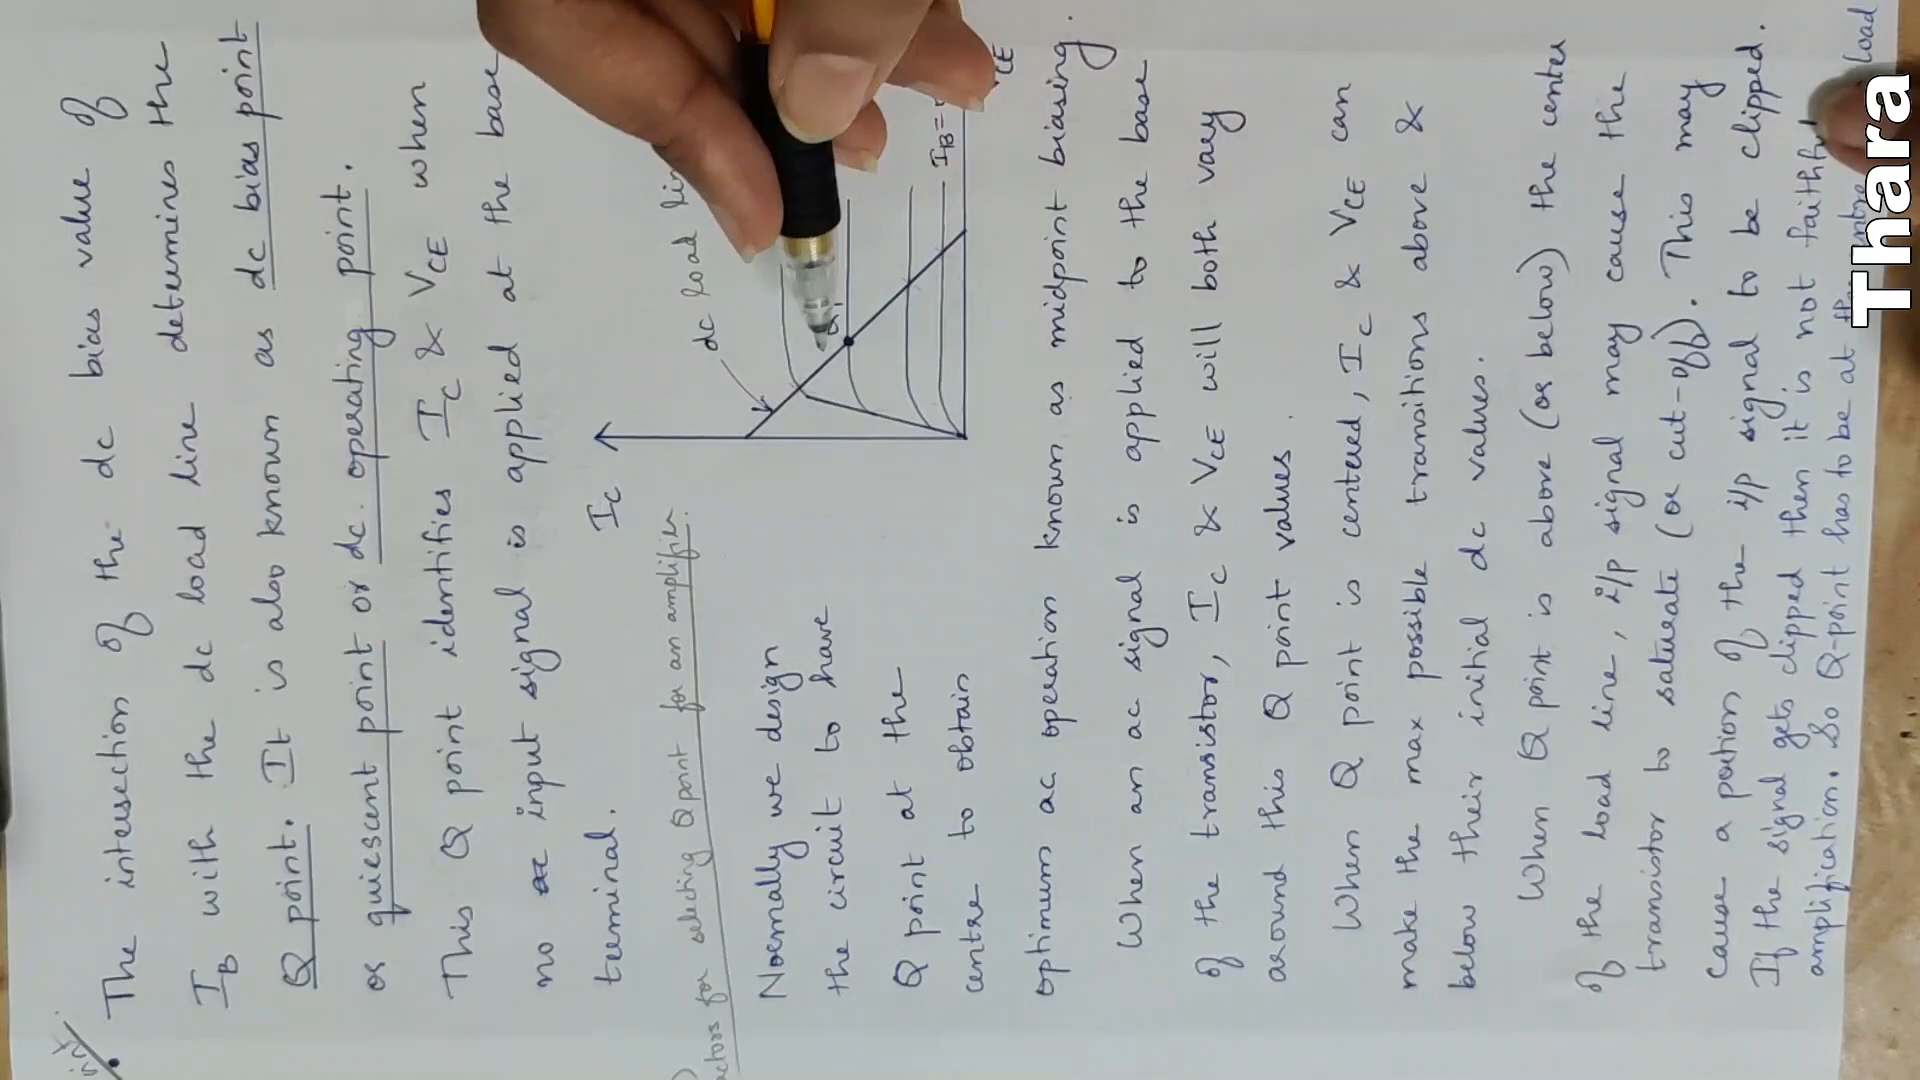 The intersection of the dc bias value of
IB with the dc load line determines the
Q point. It is also known as dc bias point
or quiescent point or dc. operating point.
This Q point identifies IC & VCE when
no input signal is applied at the base
terminal.
factors for selecting Q point for an amplifier.
Normally we design
the circuit to have
Q point at the
centre to obtain
IC
dc load
IB=
CE
optimum ac operation known as midpoint biasing.
When an ac signal is applied to the base
of the transistor, IC & VCE will both vary
around this Q point values.
When Q point is centered, IC & VCE can
make the max possible transitions above &
below their initial dc values.
When Q point is above (or below) the center
of the load line, i/p signal may cause the
transistor to saturate (or cut-off). This may
cause a portion of the i/p signal to be clipped.
If the signal gets clipped then it is not
amplification. So Q-point has to be at load
Thara